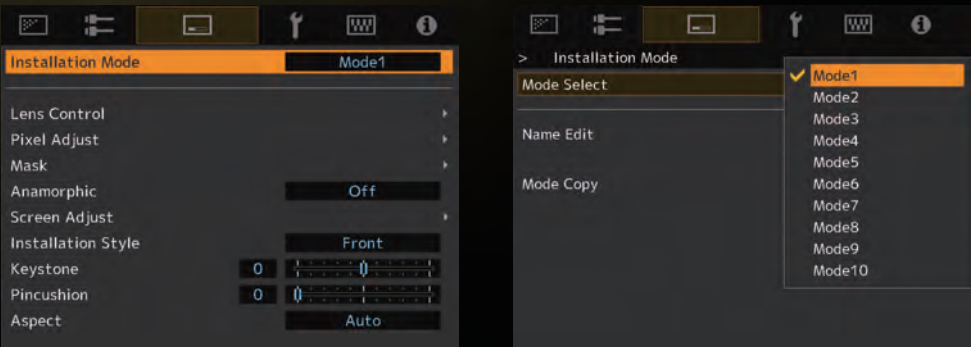 Installation Mode Mode1
Lens Control
Pixel Adjust
Mask
Anamorphic Off
Screen Adjust
Installation Style Front
Keystone 0
Pincushion 0
Aspect Auto
> Installation Mode
Mode Select
Name Edit
Mode Copy
Mode1
Mode2
Mode3
Mode4
Mode5
Mode6
Mode7
Mode8
Mode9
Mode10